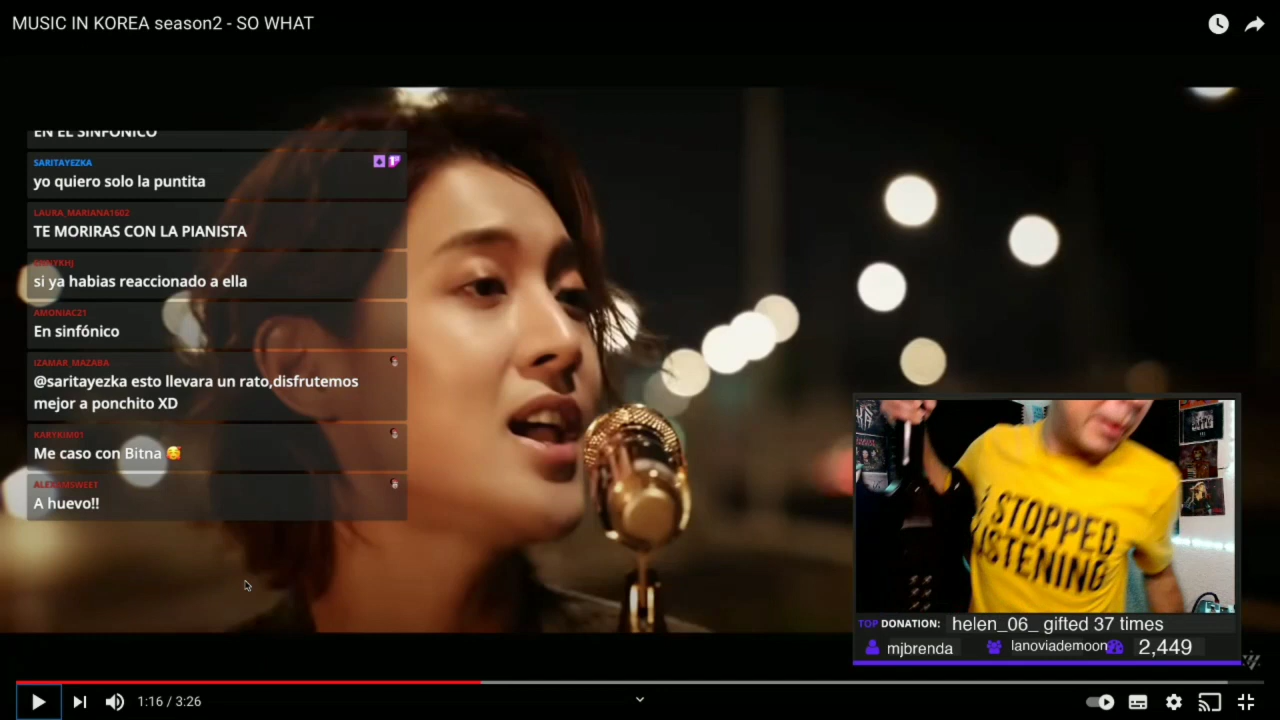 MUSIC IN KOREA season2 - SO WHAT
EN EL SINFONICO
SARITAYEZKA
yo quiero solo la puntita
LAURA_MARIANA1602
TE MORIRAS CON LA PIANISTA
si ya habias reaccionado a ella
AMONIAC21
En sinfónico
IZAMAR_MAZABA
@saritayezka esto llevara un rato,disfrutemos
mejor a ponchito XD
KARYKIM01
Me caso con Bitna 🥰
A huevo!!
I STOPPED
LISTENING
TOP DONATION: helen_06_ gifted 37 times
mjbrenda lanoviademoon 2,449
1:16 / 3:26